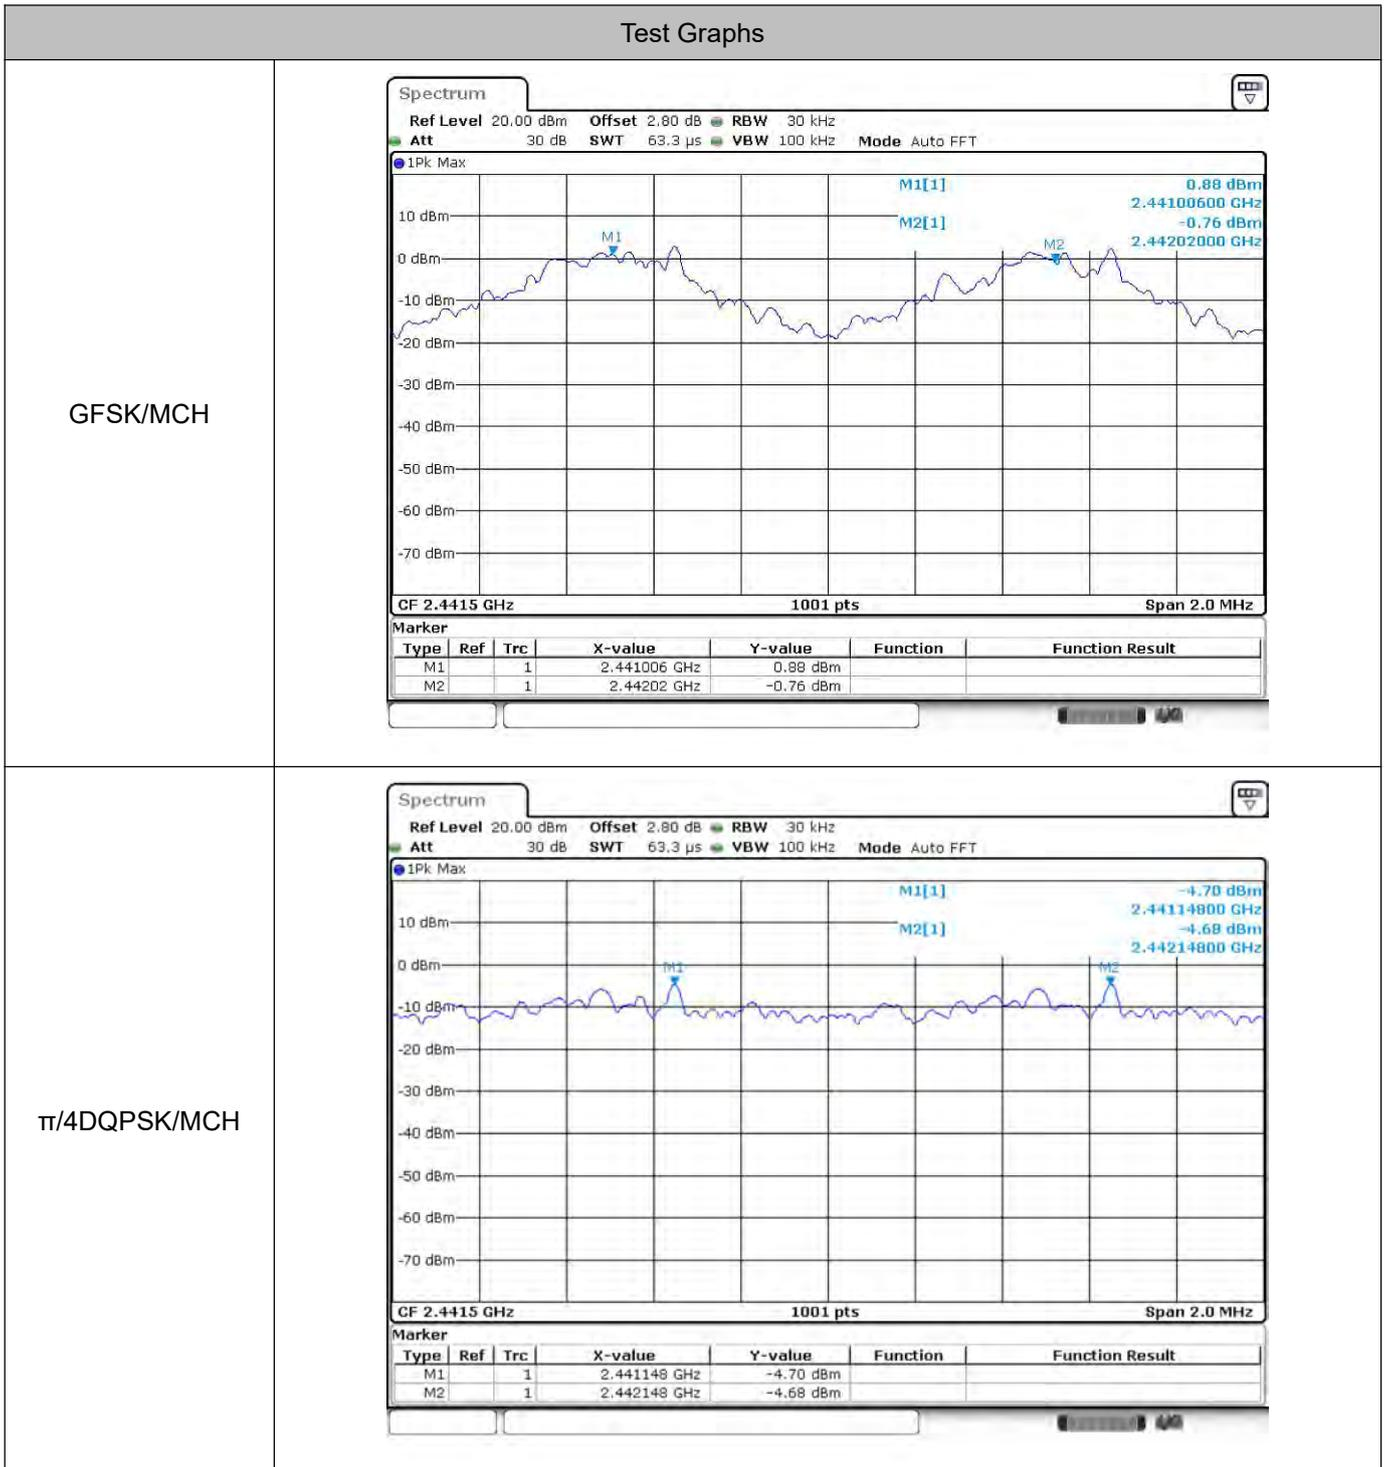 Test Graphs
GFSK/MCH
Spectrum
Ref Level 20.00 dBm Offset 2.80 dB RBW 30 kHz
Att 30 dB SWT 63.3 µs VBW 100 kHz Mode Auto FFT
1Pk Max
M1[1] 0.88 dBm
2.44100600 GHz
M2[1] -0.76 dBm
2.44202000 GHz
10 dBm
M1
M2
0 dBm
-10 dBm
-20 dBm
-30 dBm
-40 dBm
-50 dBm
-60 dBm
-70 dBm
CF 2.4415 GHz 1001 pts Span 2.0 MHz
Marker
Type Ref Trc X-value Y-value Function Function Result
M1 1 2.441006 GHz 0.88 dBm
M2 1 2.44202 GHz -0.76 dBm
π/4DQPSK/MCH
Spectrum
Ref Level 20.00 dBm Offset 2.80 dB RBW 30 kHz
Att 30 dB SWT 63.3 µs VBW 100 kHz Mode Auto FFT
1Pk Max
M1[1] -4.70 dBm
2.44114800 GHz
M2[1] -4.68 dBm
2.44214800 GHz
10 dBm
0 dBm
M1
M2
-10 dBm
-20 dBm
-30 dBm
-40 dBm
-50 dBm
-60 dBm
-70 dBm
CF 2.4415 GHz 1001 pts Span 2.0 MHz
Marker
Type Ref Trc X-value Y-value Function Function Result
M1 1 2.441148 GHz -4.70 dBm
M2 1 2.442148 GHz -4.68 dBm